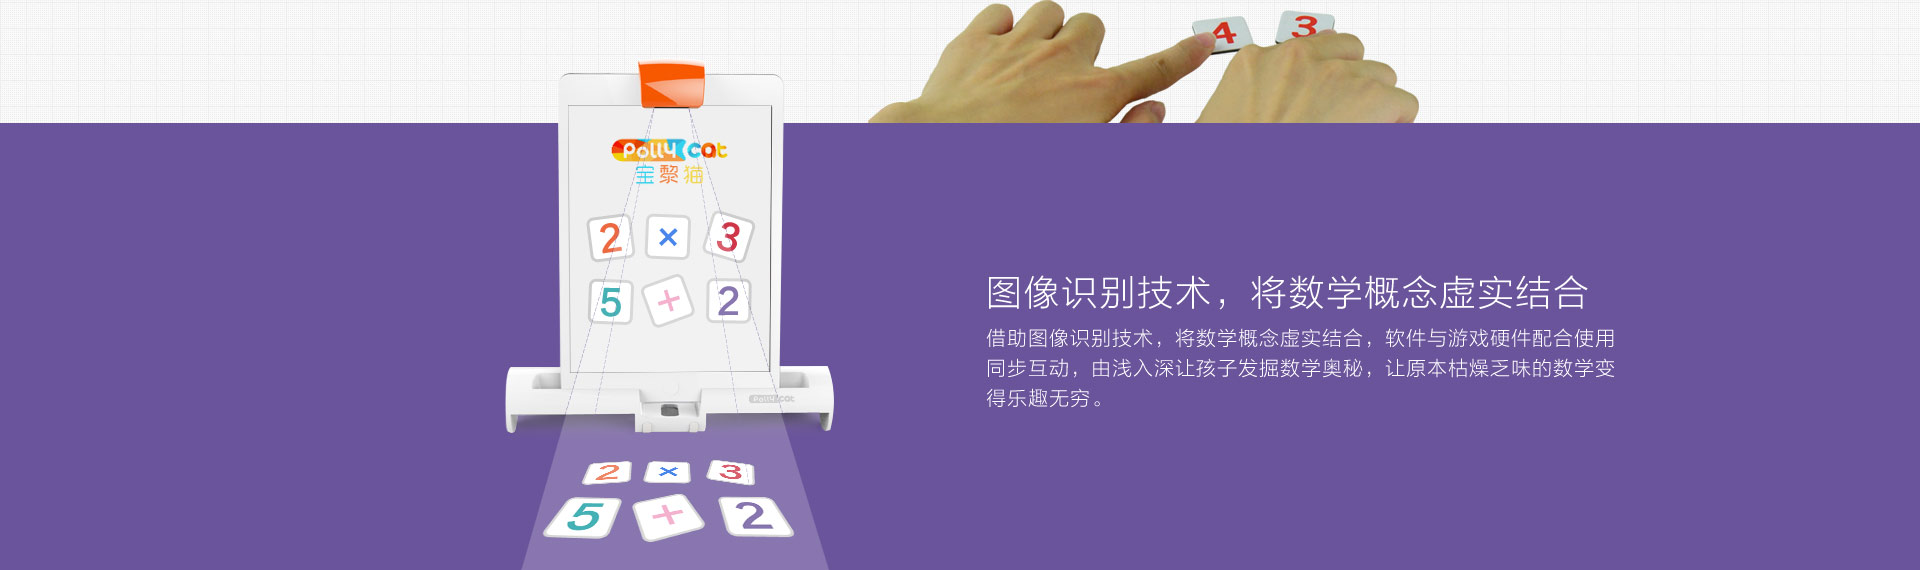 4 3
Polly cat
宝黎猫
2 × 3
5 + 2
Polly cat
2 × 3
5 + 2
图像识别技术，将数学概念虚实结合
借助图像识别技术，将数学概念虚实结合，软件与游戏硬件配合使用
同步互动，由浅入深让孩子发掘数学奥秘，让原本枯燥乏味的数学变
得乐趣无穷。